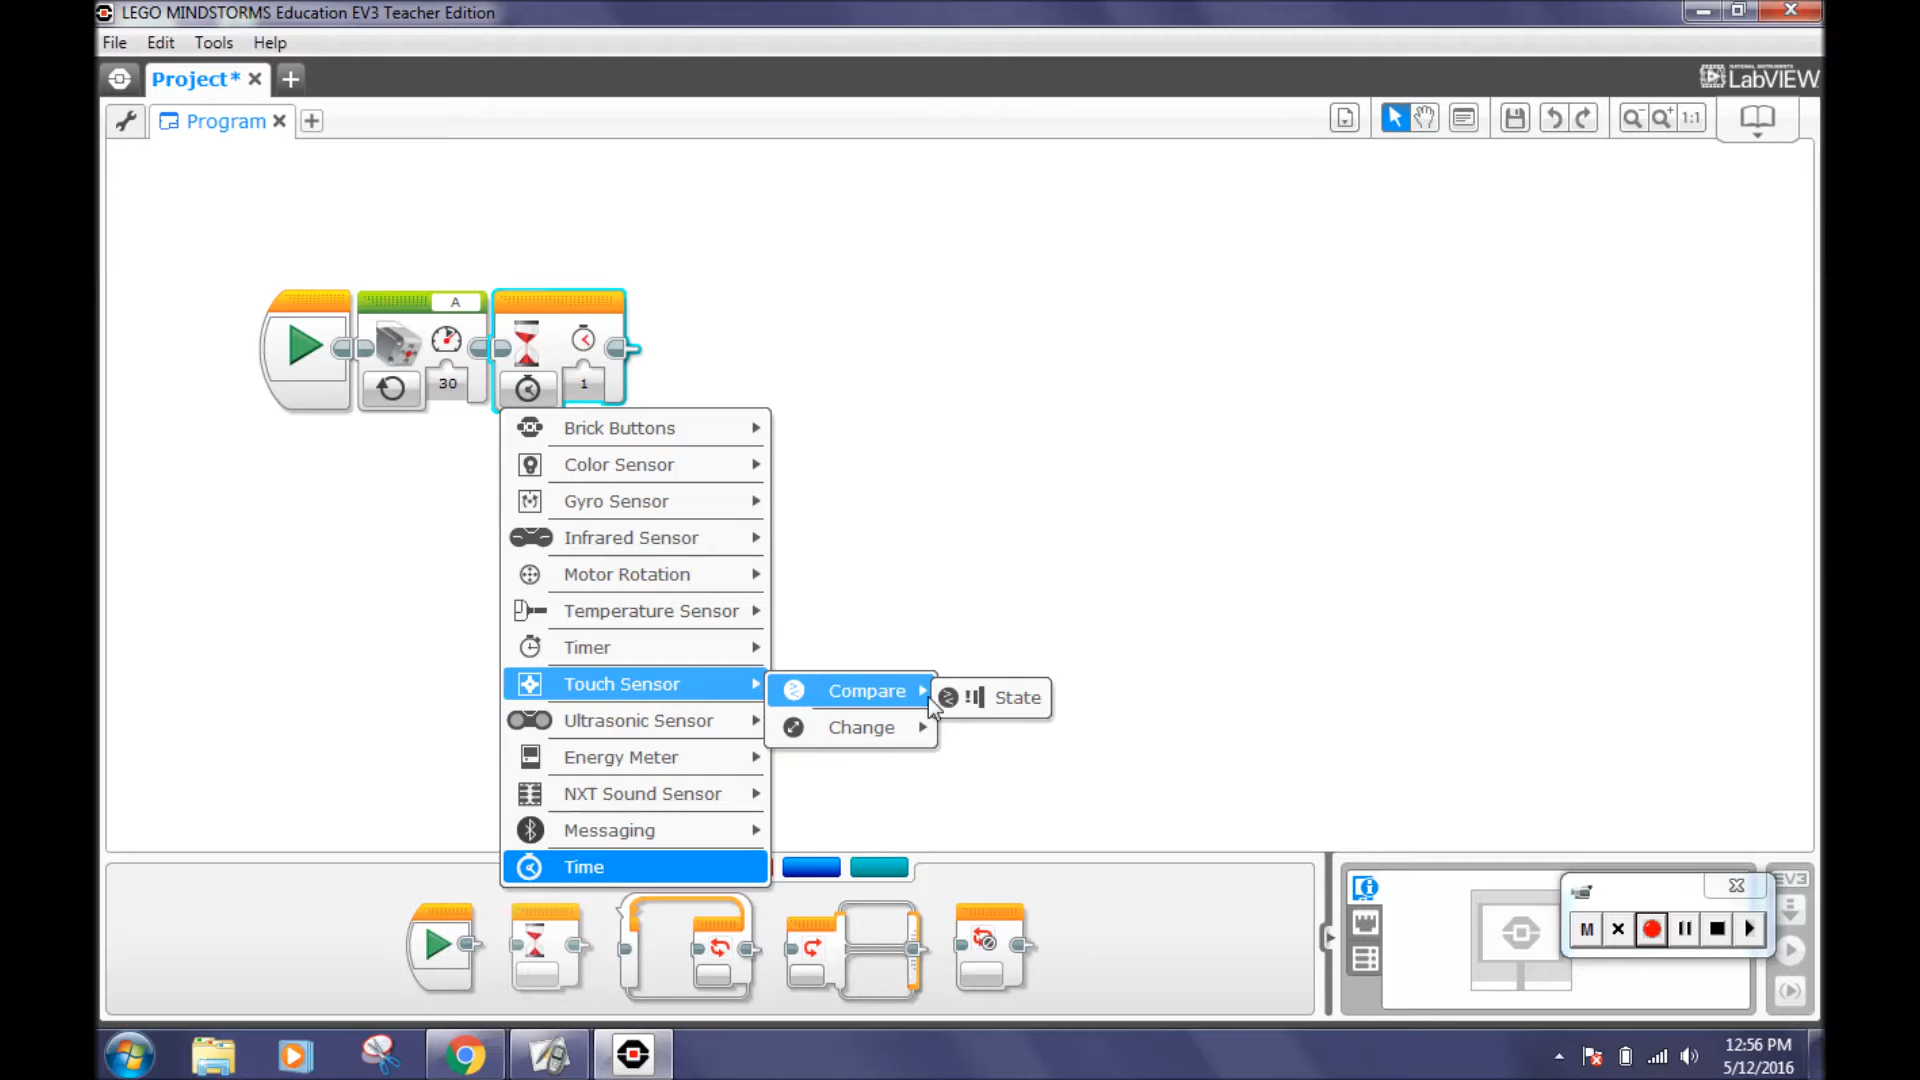 LEGO MINDSTORMS Education EV3 Teacher Edition
File Edit Tools Help
Project*
LabVIEW
Program
1:1
A
30
1
Brick Buttons
Color Sensor
Gyro Sensor
Infrared Sensor
Motor Rotation
Temperature Sensor
Timer
Touch Sensor
Compare
State
Change
Ultrasonic Sensor
Energy Meter
NXT Sound Sensor
Messaging
Time
EV3
M
12:56 PM
5/12/2016